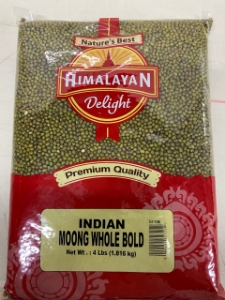 Nature's Best
HIMALAYAN
Delight
Premium Quality
INDIAN
MOONG WHOLE BOLD
Net Wt. : 4 Lbs (1.816 kg)